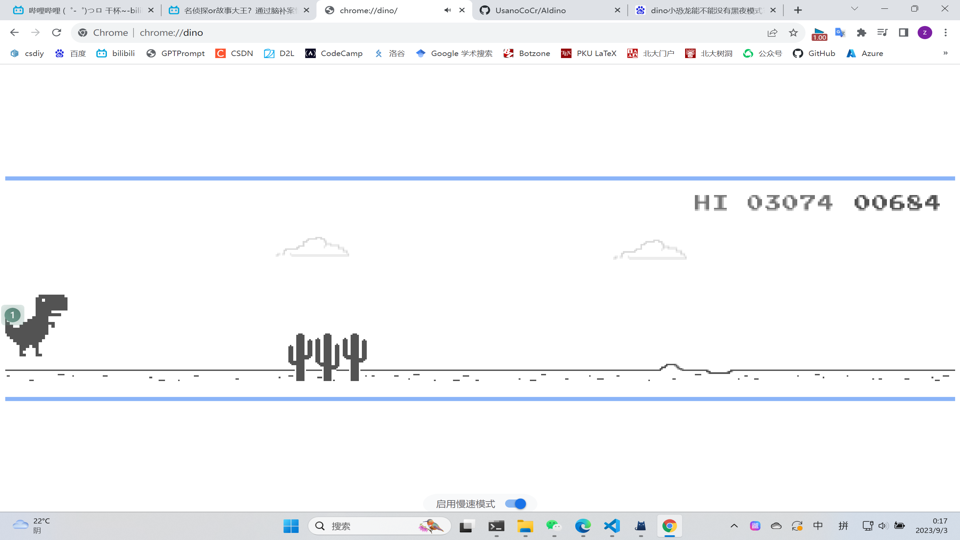 哔哩哔哩 (゜-゜)つロ 干杯~-bili
名侦探or故事大王？通过脑补案
chrome://dino/
UsanoCoCr/AIdino
dino小恐龙能不能没有黑夜模式
Chrome | chrome://dino
1.00
z
csdiy
百度
bilibili
GPTPrompt
CSDN
D2L
CodeCamp
洛谷
Google 学术搜索
Botzone
PKU LaTeX
北大门户
北大树洞
公众号
GitHub
Azure
»
HI 03074 00684
1
启用慢速模式
22°C
阴
搜索
中
拼
0:17
2023/9/3